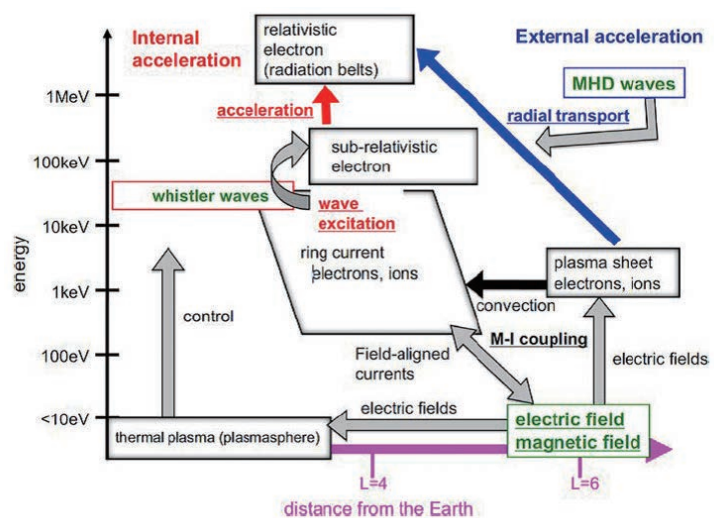 Internal
acceleration
relativistic
electron
(radiation belts)
External acceleration
MHD waves
1MeV
acceleration
radial transport
sub-relativistic
electron
100keV
whistler waves
wave
excitation
10keV
energy
ring current
electrons, ions
plasma sheet
electrons, ions
1keV
convection
control
M-I coupling
100eV
Field-aligned
currents
electric fields
<10eV
electric fields
electric field
magnetic field
thermal plasma (plasmasphere)
L=4
L=6
distance from the Earth